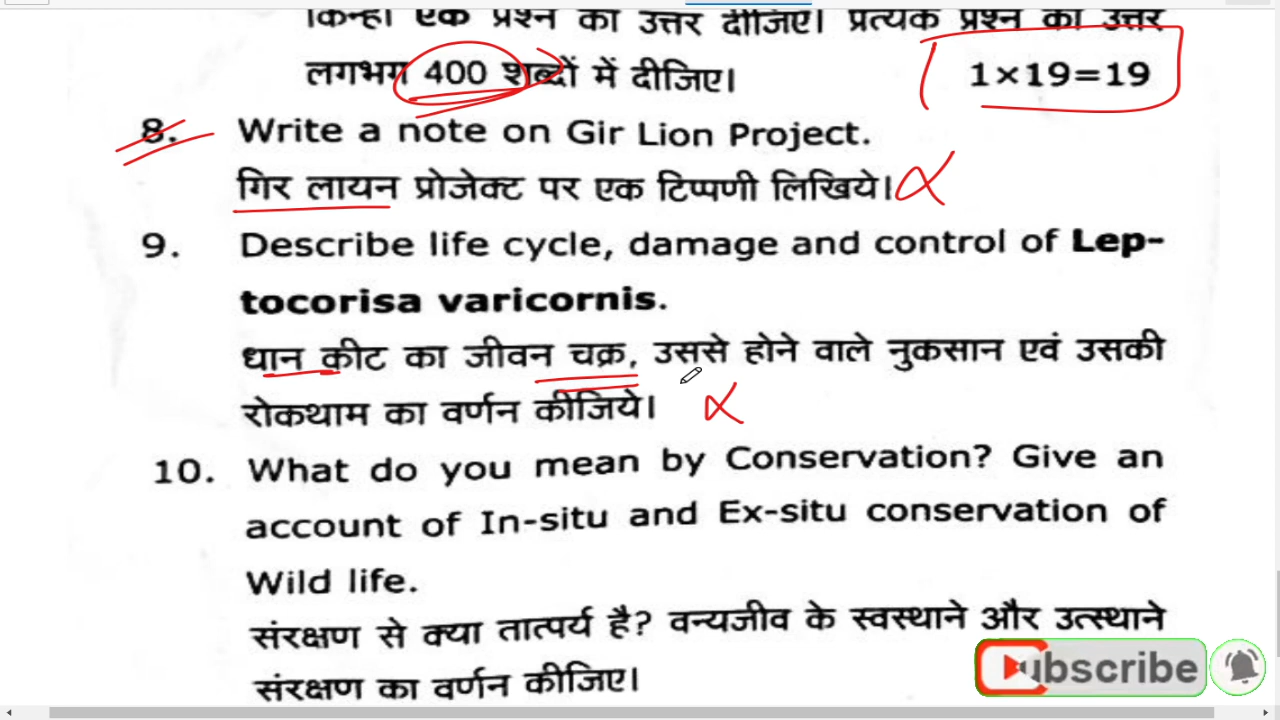 किन्हीं एक प्रश्न का उत्तर दीजिए। प्रत्येक प्रश्न का उत्तर
लगभग 400 शब्दों में दीजिए। 1×19=19
8. Write a note on Gir Lion Project.
गिर लायन प्रोजेक्ट पर एक टिप्पणी लिखिये।
9. Describe life cycle, damage and control of Lep-
tocorisa varicornis.
धान कीट का जीवन चक्र, उससे होने वाले नुकसान एवं उसकी
रोकथाम का वर्णन कीजिये।
10. What do you mean by Conservation? Give an
account of In-situ and Ex-situ conservation of
Wild life.
संरक्षण से क्या तात्पर्य है? वन्यजीव के स्वस्थाने और उत्स्थाने
संरक्षण का वर्णन कीजिए।
ubscribe